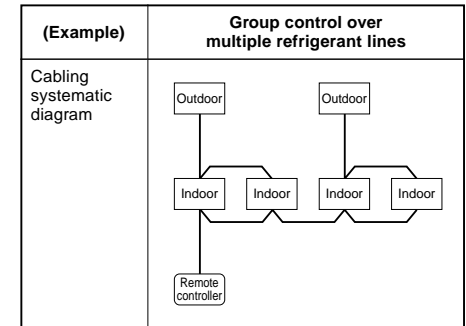 (Example)
Group control over
multiple refrigerant lines
Cabling
systematic
diagram
Outdoor
Outdoor
Indoor
Indoor
Indoor
Indoor
Remote
controller